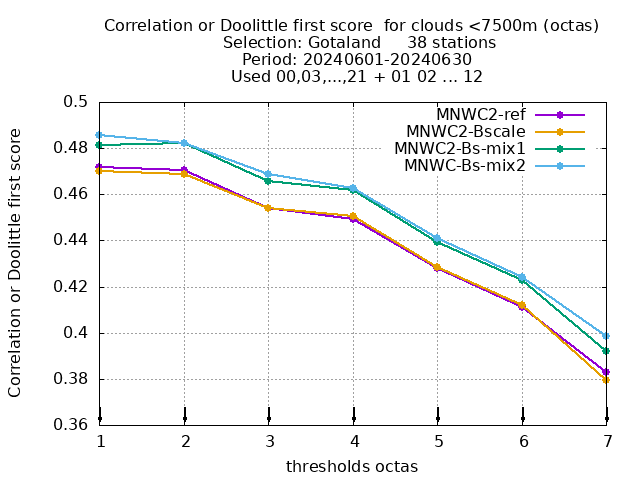 Correlation or Doolittle first score  for clouds <7500m (octas)
Selection: Gotaland     38 stations
Period: 20240601-20240630
Used 00,03,...,21 + 01 02 ... 12
Correlation or Doolittle first score
0.5
0.48
0.46
0.44
0.42
0.4
0.38
0.36
MNWC2-ref
MNWC2-Bscale
MNWC2-Bs-mix1
MNWC-Bs-mix2
1 2 3 4 5 6 7
thresholds octas